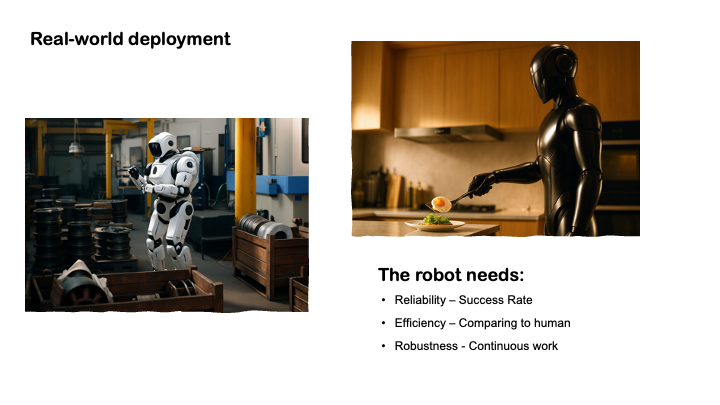 Real-world deployment
The robot needs:
• Reliability – Success Rate
• Efficiency – Comparing to human
• Robustness - Continuous work